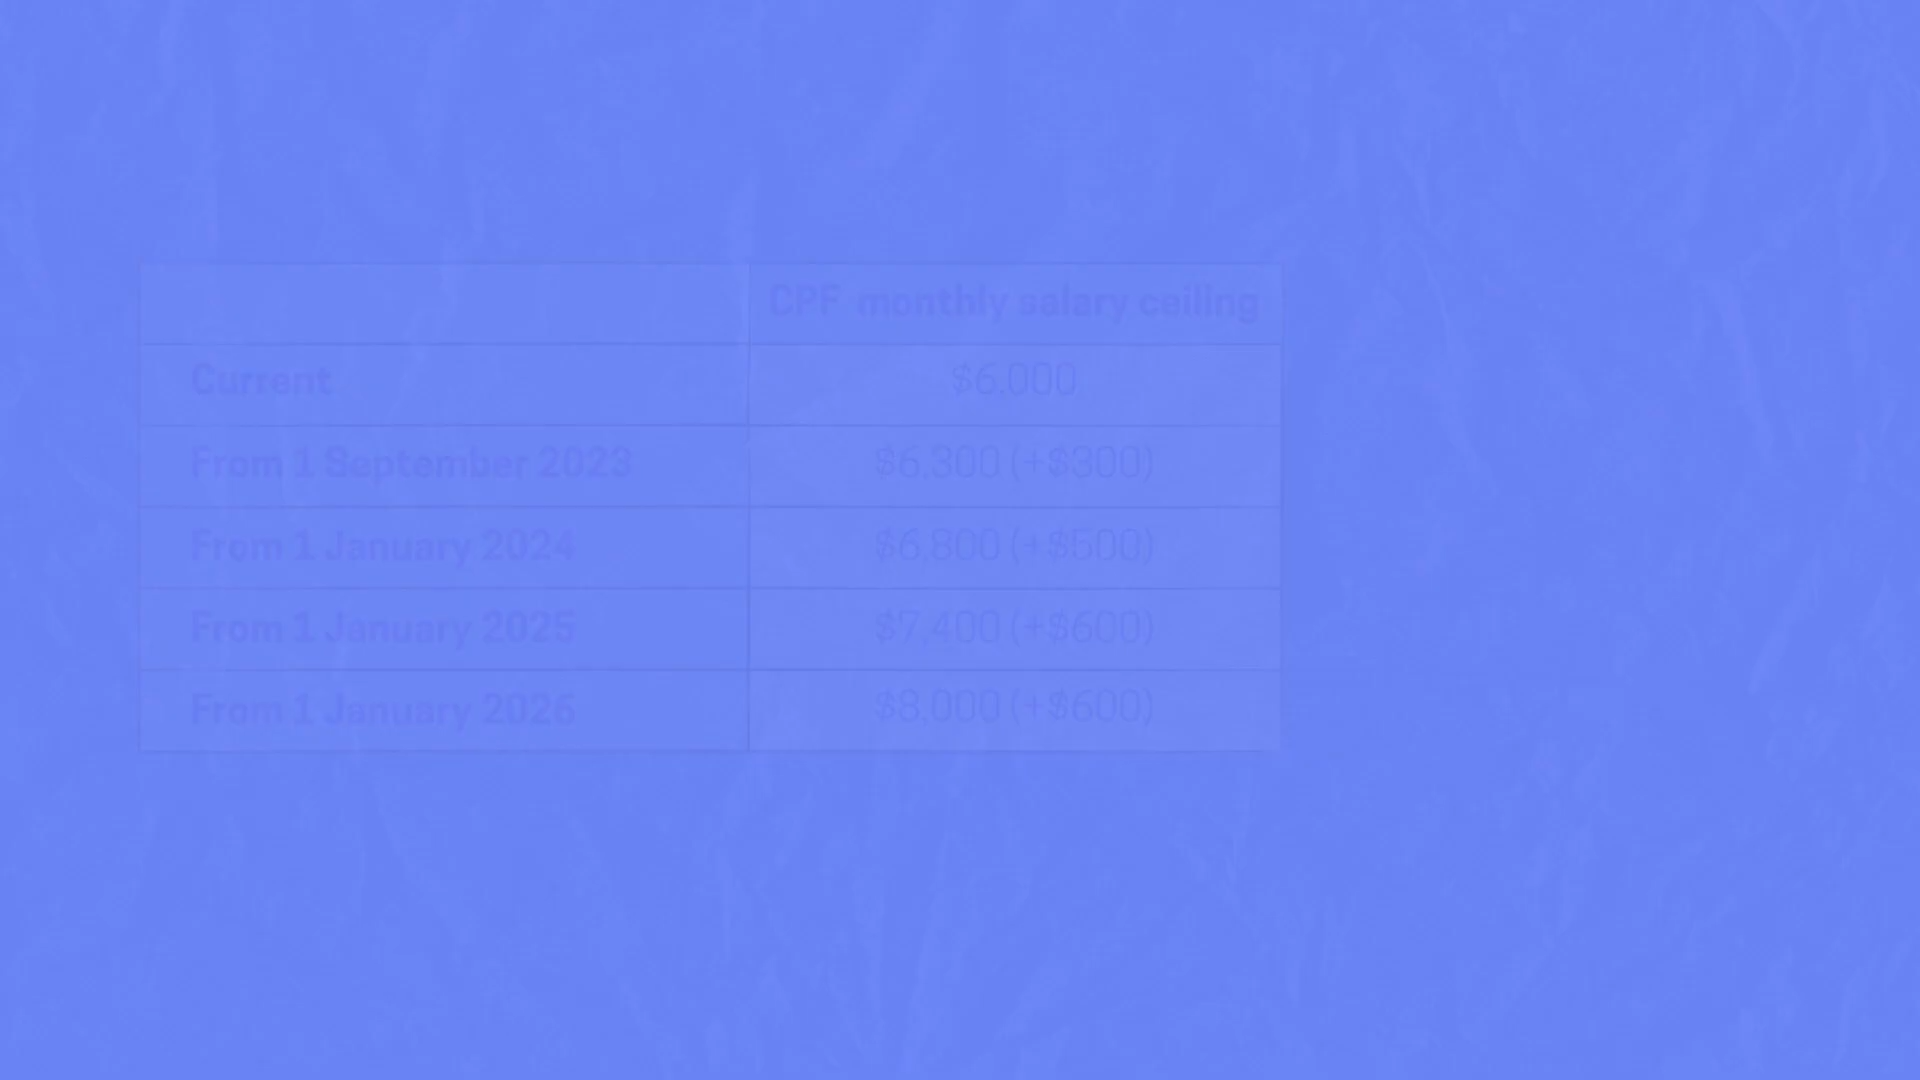 CPF monthly salary ceiling
Current $6,000
From 1 September 2023 $6,300 (+$300)
From 1 January 2024 $6,800 (+$500)
From 1 January 2025 $7,400 (+$600)
From 1 January 2026 $8,000 (+$600)